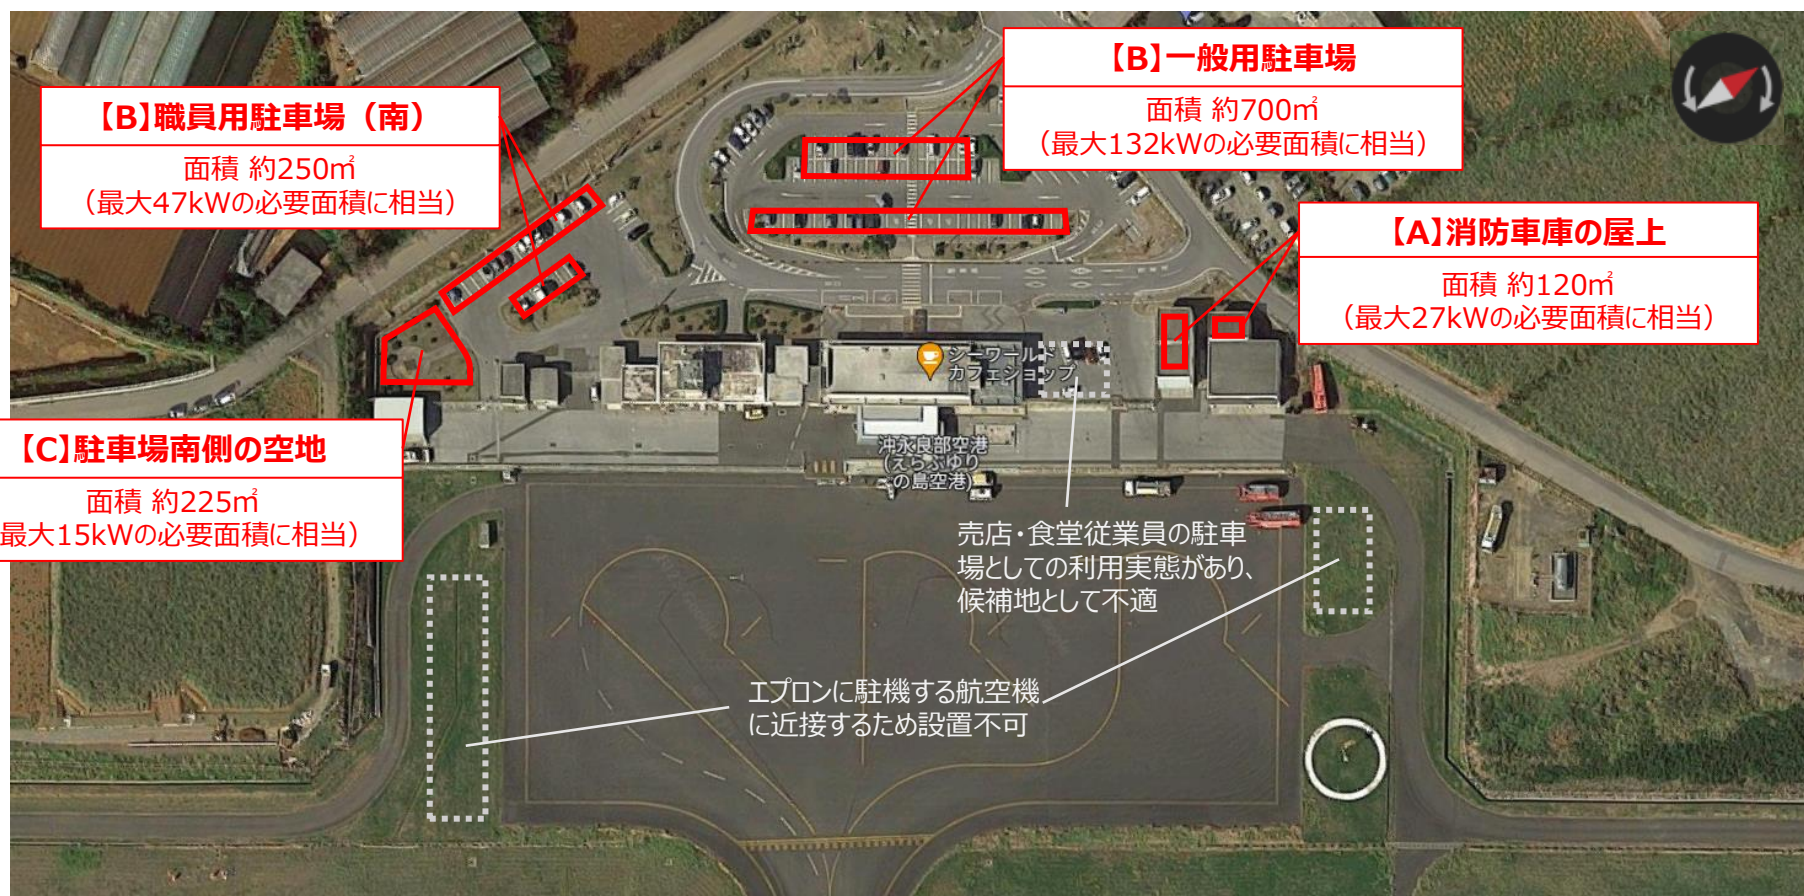 【B】一般用駐車場
面積 約700㎡
（最大132kWの必要面積に相当）
【B】職員用駐車場（南）
面積 約250㎡
（最大47kWの必要面積に相当）
【A】消防車庫の屋上
面積 約120㎡
（最大27kWの必要面積に相当）
シーワールド
カフェショップ
【C】駐車場南側の空地
面積 約225㎡
最大15kWの必要面積に相当）
沖永良部空港
(えらぶゆり
の島空港)
売店・食堂従業員の駐車
場としての利用実態があり、
候補地として不適
エプロンに駐機する航空機
に近接するため設置不可